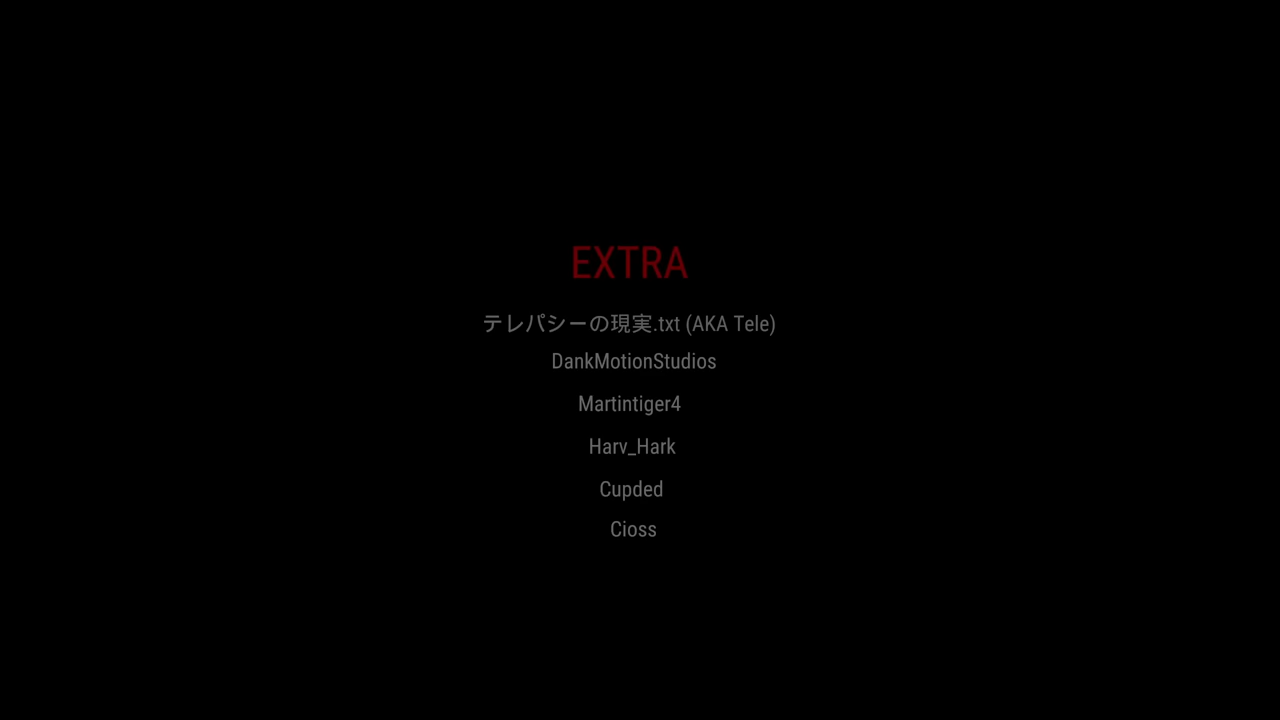 EXTRA
テレパシーの現実.txt (AKA Tele)
DankMotionStudios
Martintiger4
Harv_Hark
Cupded
Cioss